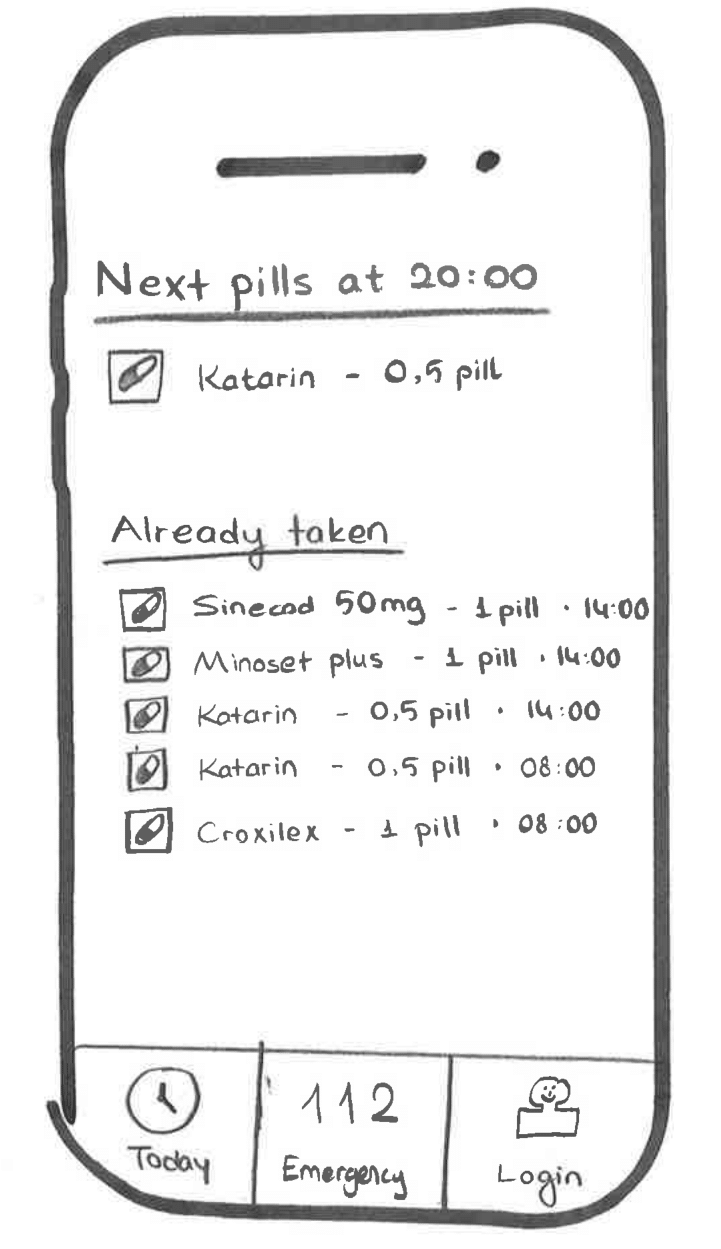 Next pills at 20:00
Katarin - 0,5 pill
Already taken
Sinecod 50mg - 1 pill · 14:00
Minoset plus - 1 pill · 14:00
Katarin - 0,5 pill · 14:00
Katarin - 0,5 pill · 08:00
Croxilex - 1 pill · 08:00
112
Today
Emergency
Login